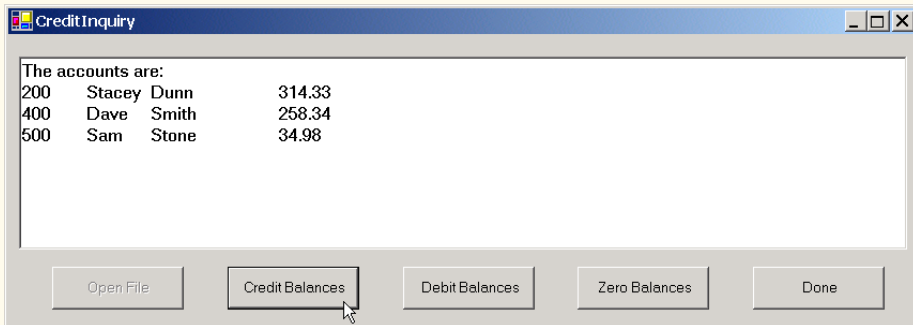 CreditInquiry
The accounts are:
200 Stacey Dunn 314.33
400 Dave Smith 258.34
500 Sam Stone 34.98
Open File Credit Balances Debit Balances Zero Balances Done